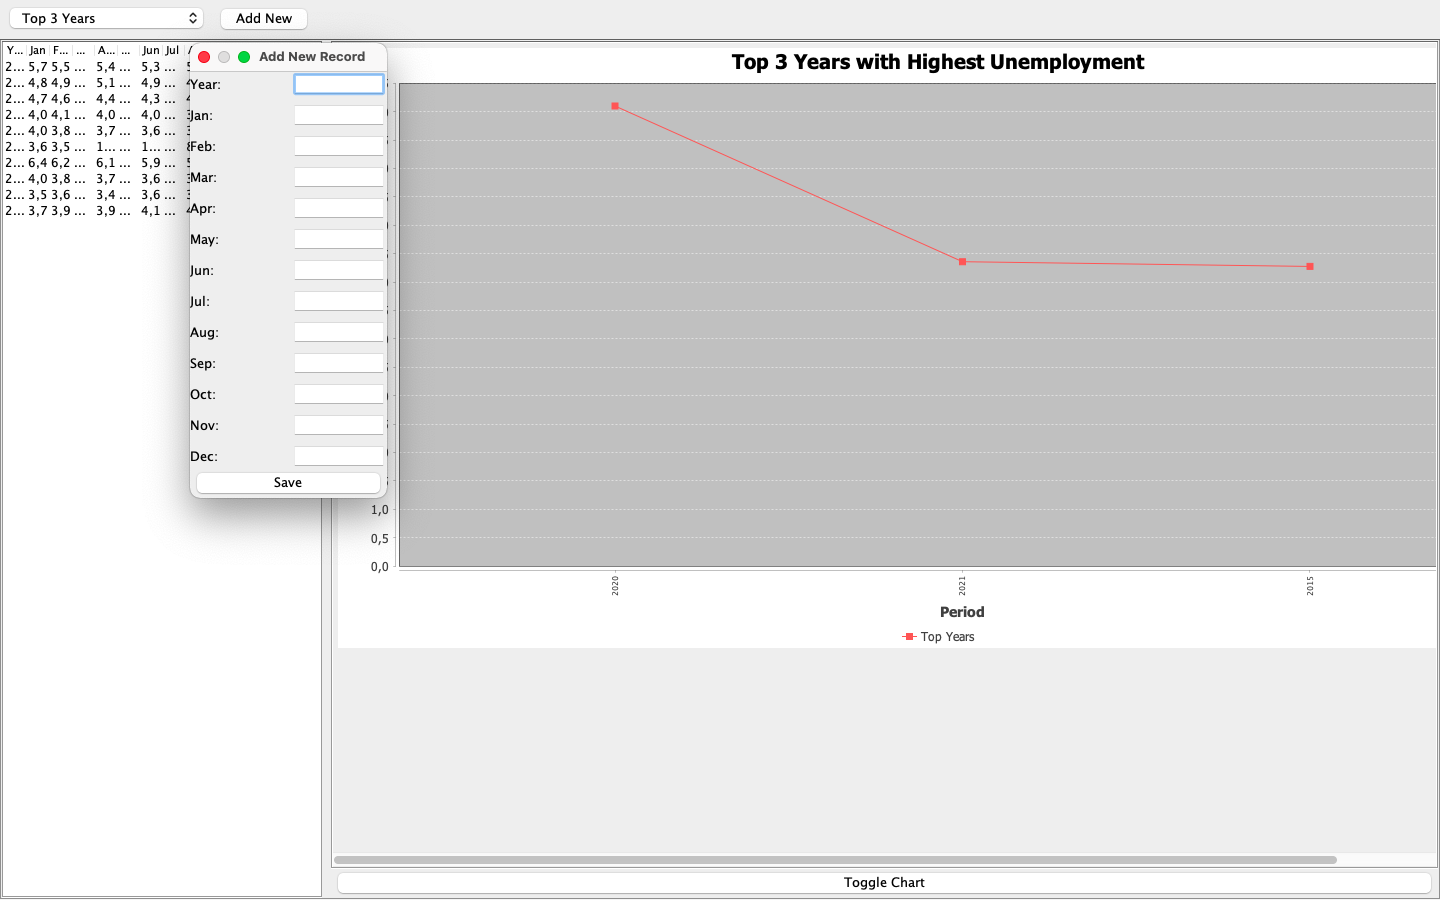 Top 3 Years
Add New
Y... Jan F... ... A... ... Jun Jul
2... 5,7 5,5 ... 5,4 ... 5,3 ...
2... 4,8 4,9 ... 5,1 ... 4,9 ...
2... 4,7 4,6 ... 4,4 ... 4,3 ...
2... 4,0 4,1 ... 4,0 ... 4,0 ...
2... 4,0 3,8 ... 3,7 ... 3,6 ...
2... 3,6 3,5 ... 1... ... 1... ...
2... 6,4 6,2 ... 6,1 ... 5,9 ...
2... 4,0 3,8 ... 3,7 ... 3,6 ...
2... 3,5 3,6 ... 3,4 ... 3,6 ...
2... 3,7 3,9 ... 3,9 ... 4,1 ...
Add New Record
Year:
Jan:
Feb:
Mar:
Apr:
May:
Jun:
Jul:
Aug:
Sep:
Oct:
Nov:
Dec:
Save
Top 3 Years with Highest Unemployment
1,0
0,5
0,0
2020
2021
2015
Period
Top Years
Toggle Chart